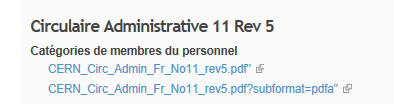 Circulaire Administrative 11 Rev 5
Catégories de membres du personnel
CERN_Circ_Admin_Fr_No11_rev5.pdf"
CERN_Circ_Admin_Fr_No11_rev5.pdf?subformat=pdfa"